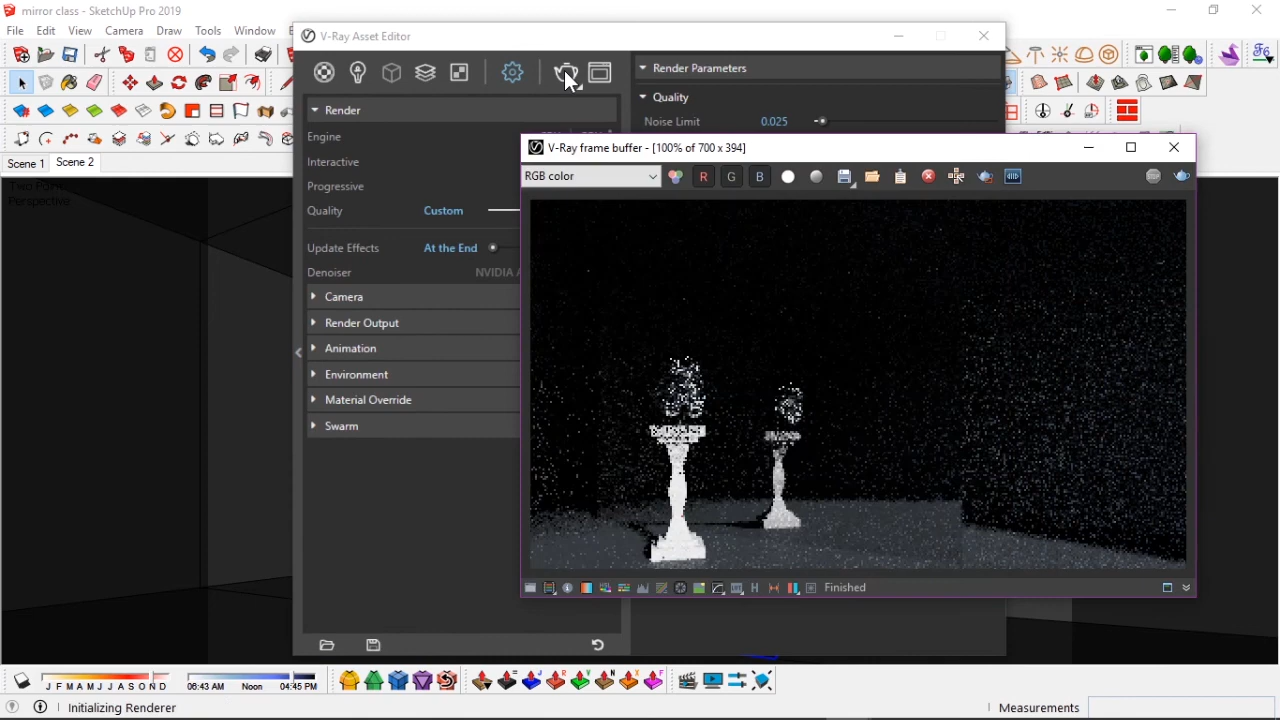 mirror class - SketchUp Pro 2019
File Edit View Camera Draw Tools Window
Scene 1 Scene 2
Perspective
V-Ray Asset Editor
Render
Engine
Interactive
Progressive
Quality Custom
Update Effects At the End
Denoiser NVIDIA A
Camera
Render Output
Animation
Environment
Material Override
Swarm
Render Parameters
Quality
Noise Limit 0.025
V-Ray frame buffer - [100% of 700 x 394]
RGB color R G B
Finished
J F M A M J J A S O N D 06:43 AM Noon 04:45 PM
Initializing Renderer Measurements